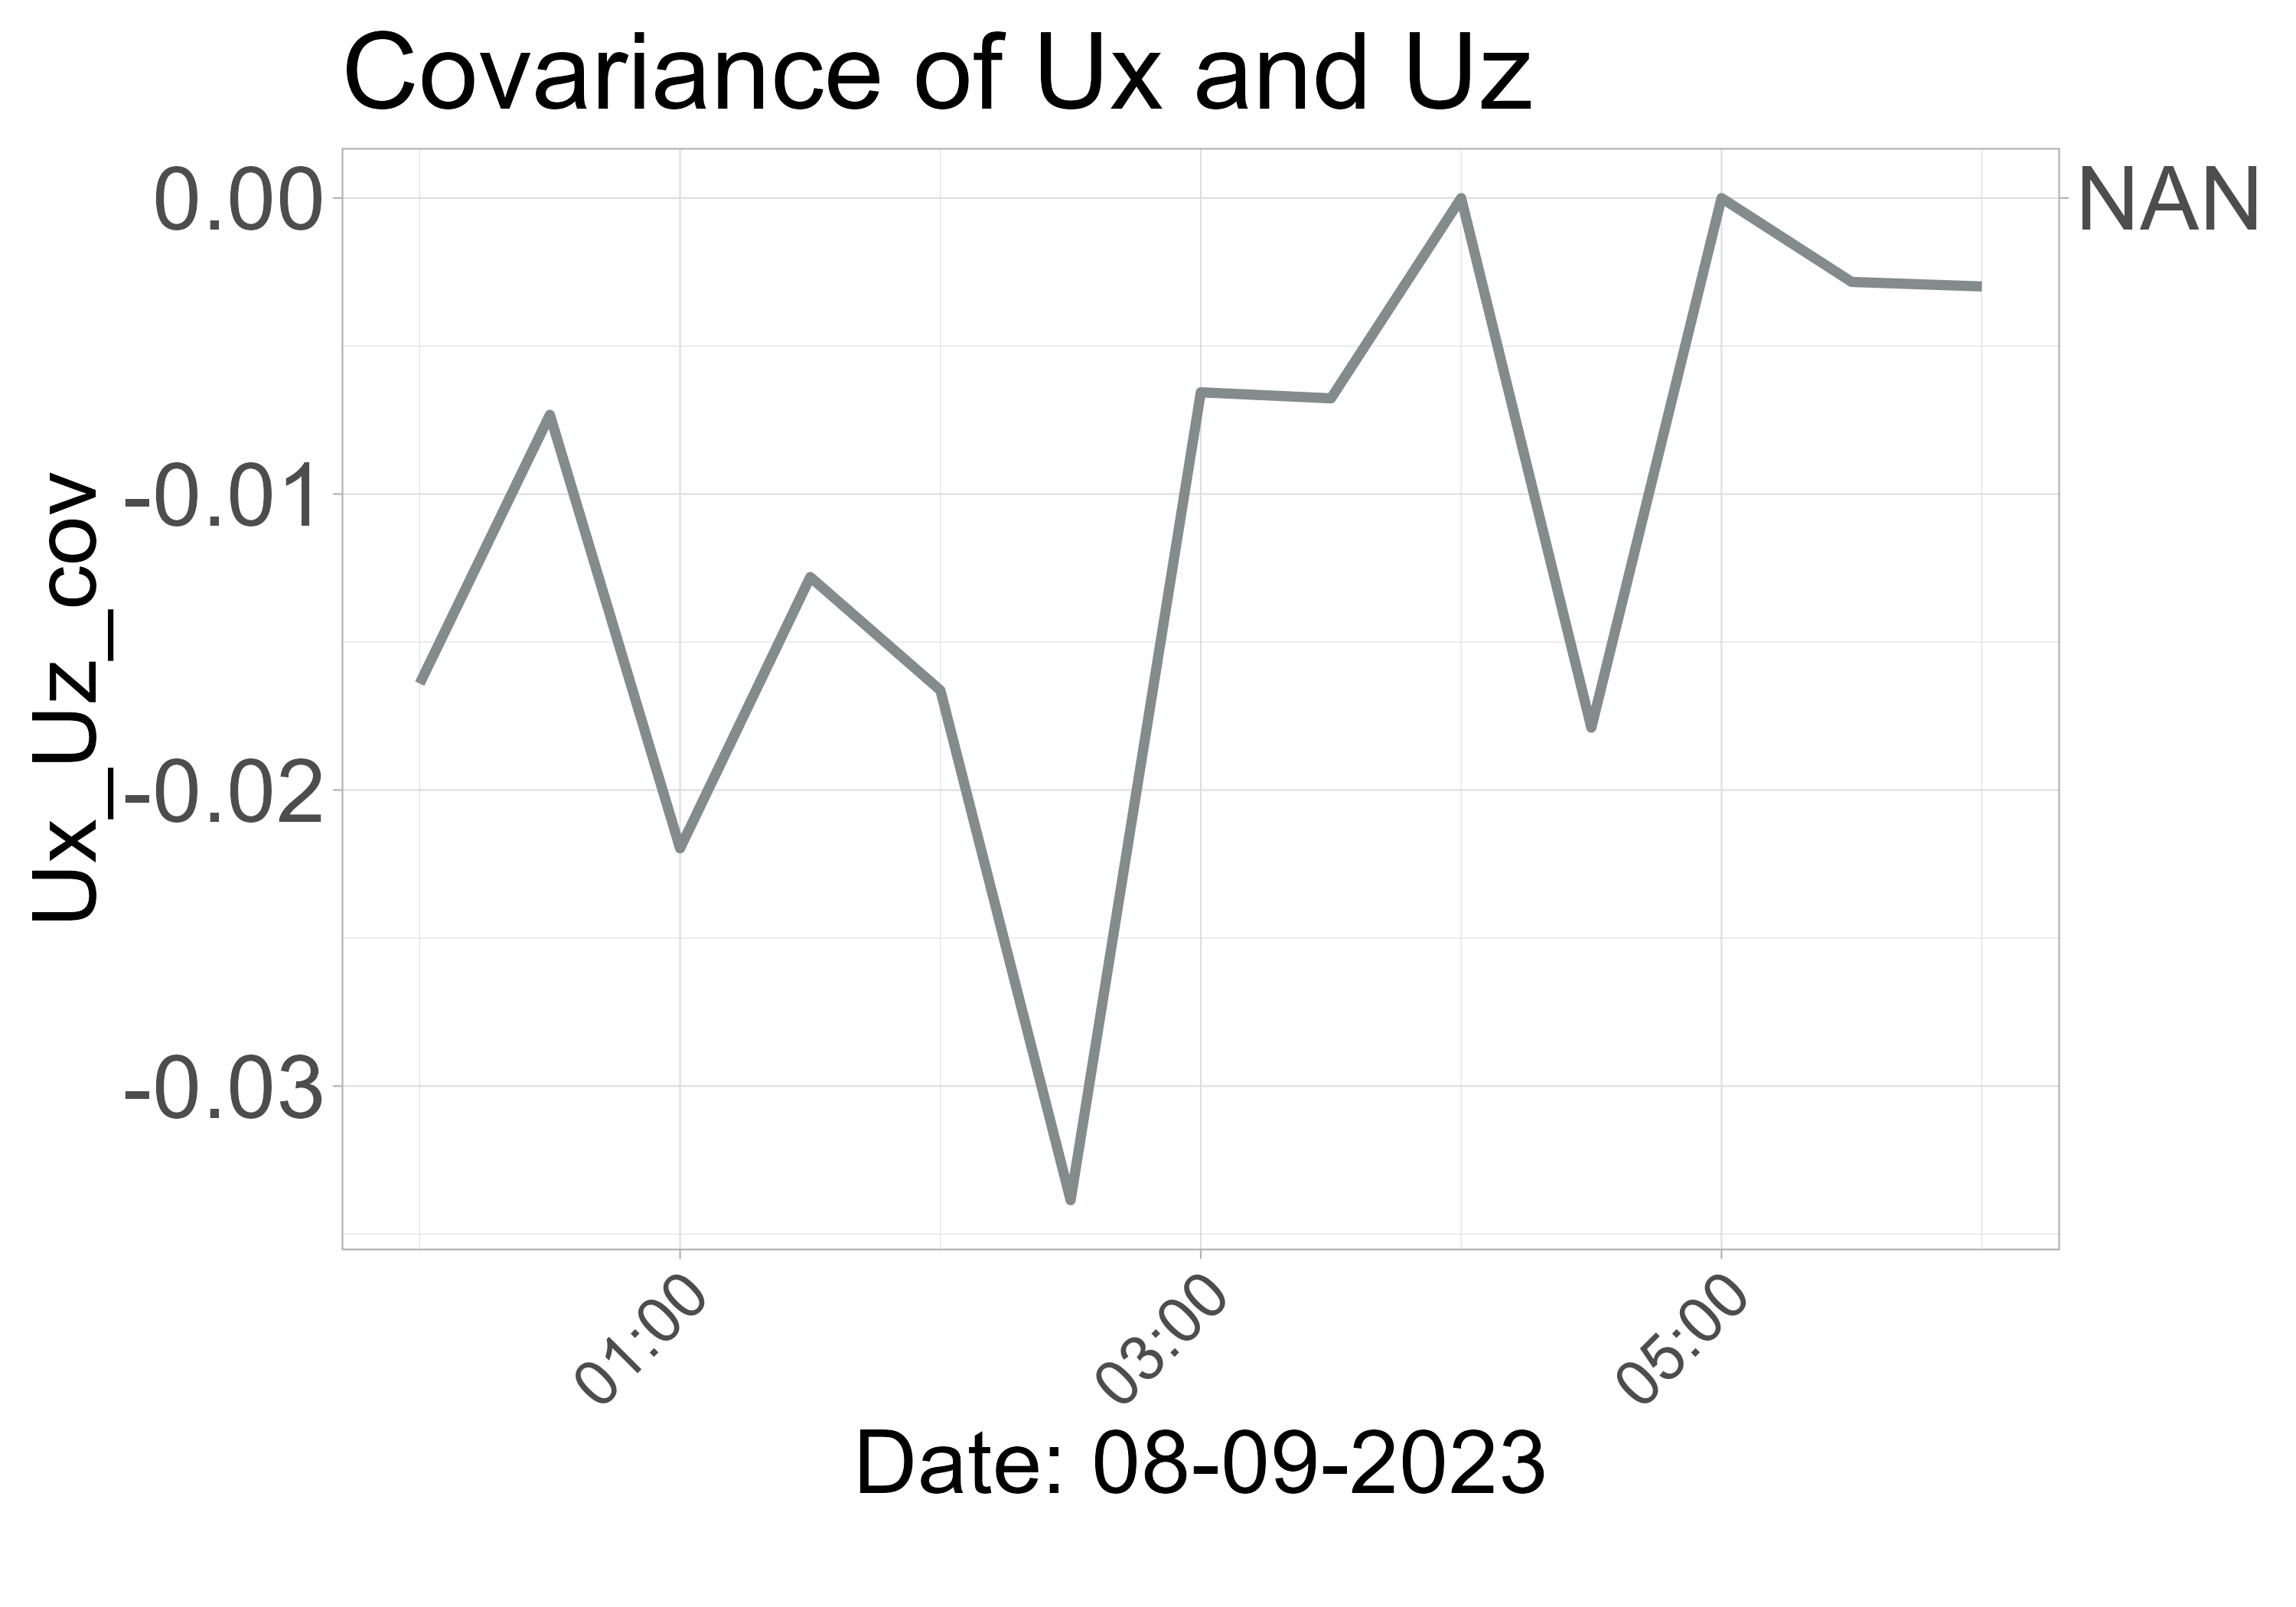 Covariance of Ux and Uz
Ux_Uz_cov
0.00
-0.01
-0.02
-0.03
NAN
01:00
03:00
05:00
Date: 08-09-2023